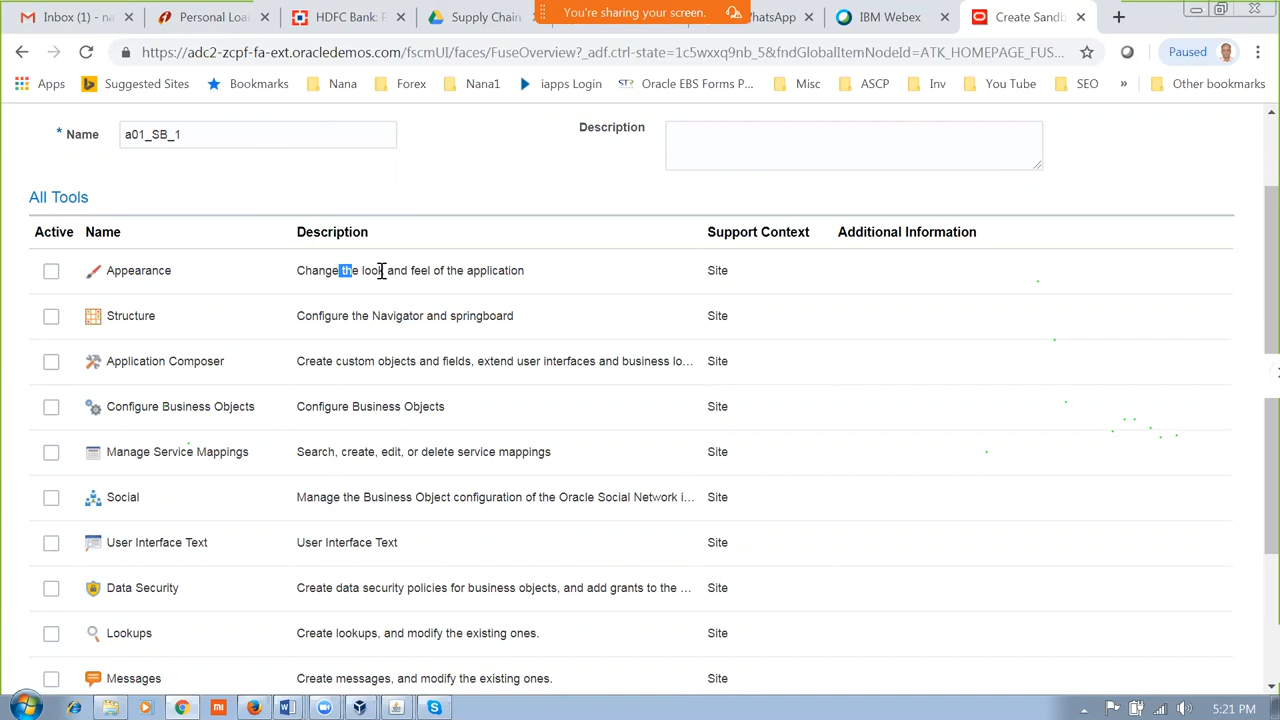 Inbox (1) - na
Personal Loa
HDFC Bank: F
Supply Chain
You're sharing your screen.
WhatsApp
IBM Webex
Create Sandb
https://adc2-zcpf-fa-ext.oracledemos.com/fscmUI/faces/FuseOverview?_adf.ctrl-state=1c5wxxq9nb_5&fndGlobalItemNodeId=ATK_HOMEPAGE_FUS...
Paused
Apps
Suggested Sites
Bookmarks
Nana
Forex
Nana1
iapps Login
Oracle EBS Forms P...
Misc
ASCP
Inv
You Tube
SEO
»
Other bookmarks
* Name
a01_SB_1
Description
All Tools
Active Name Description Support Context Additional Information
Appearance Change the look and feel of the application Site
Structure Configure the Navigator and springboard Site
Application Composer Create custom objects and fields, extend user interfaces and business lo... Site
Configure Business Objects Configure Business Objects Site
Manage Service Mappings Search, create, edit, or delete service mappings Site
Social Manage the Business Object configuration of the Oracle Social Network i... Site
User Interface Text User Interface Text Site
Data Security Create data security policies for business objects, and add grants to the ... Site
Lookups Create lookups, and modify the existing ones. Site
Messages Create messages, and modify the existing ones. Site
5:21 PM